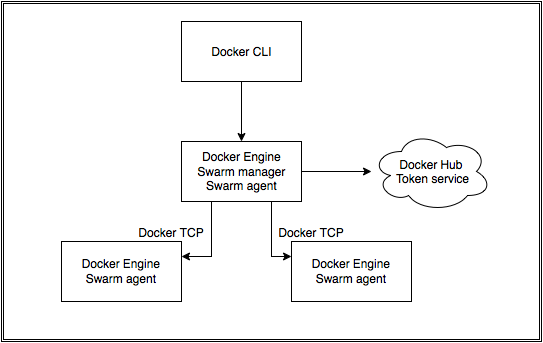 Docker CLI
Docker Engine
Swarm manager
Swarm agent
Docker Hub
Token service
Docker TCP
Docker TCP
Docker Engine
Swarm agent
Docker Engine
Swarm agent